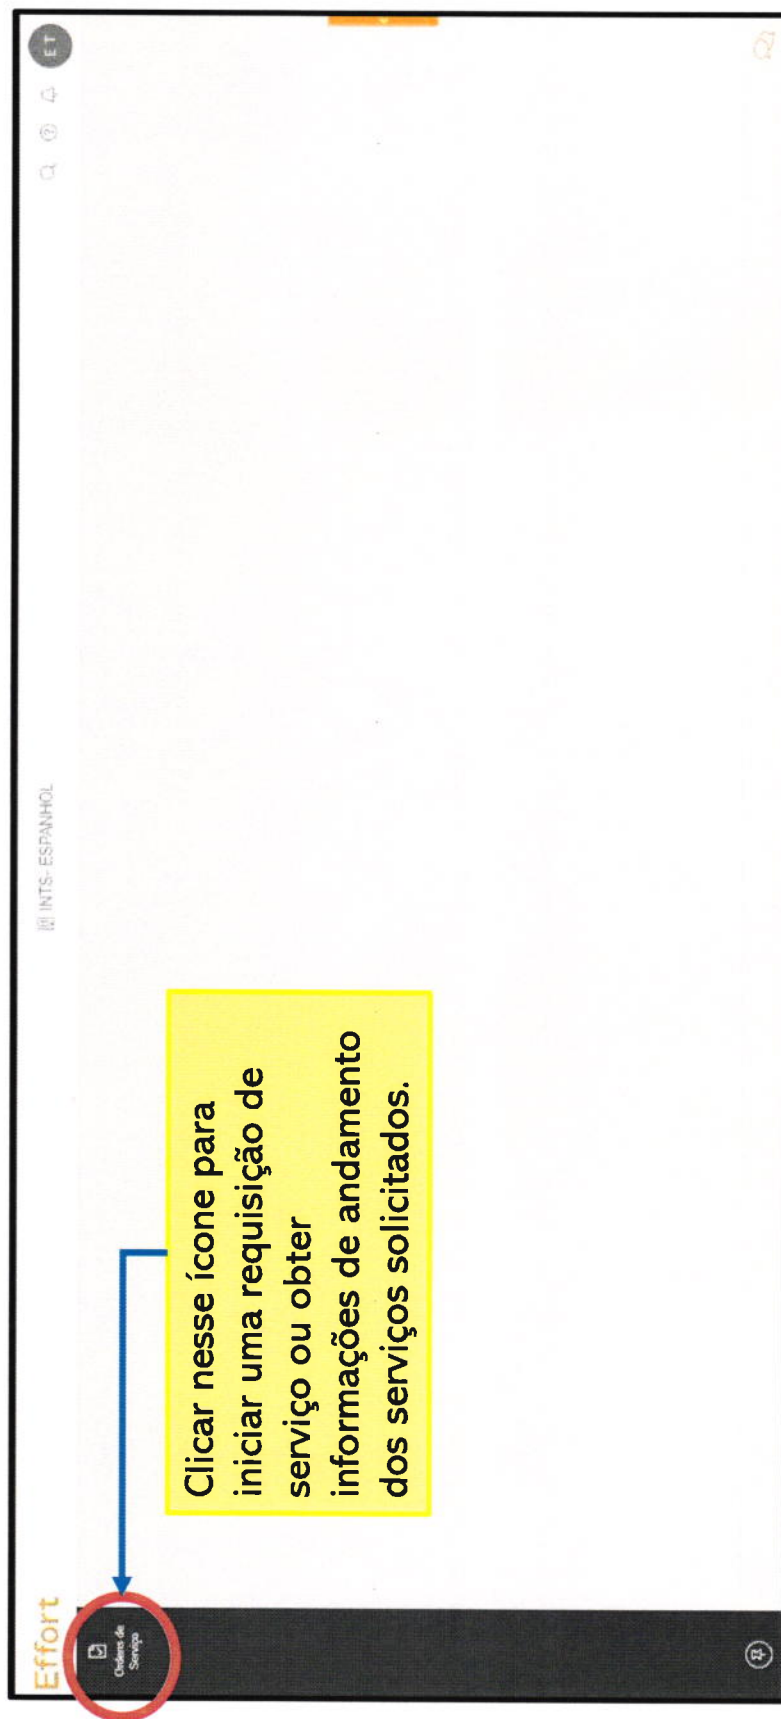 Effort
INTS- ESPANHOL
E T
Ordens de
Serviço
Clicar nesse ícone para
iniciar uma requisição de
serviço ou obter
informações de andamento
dos serviços solicitados.